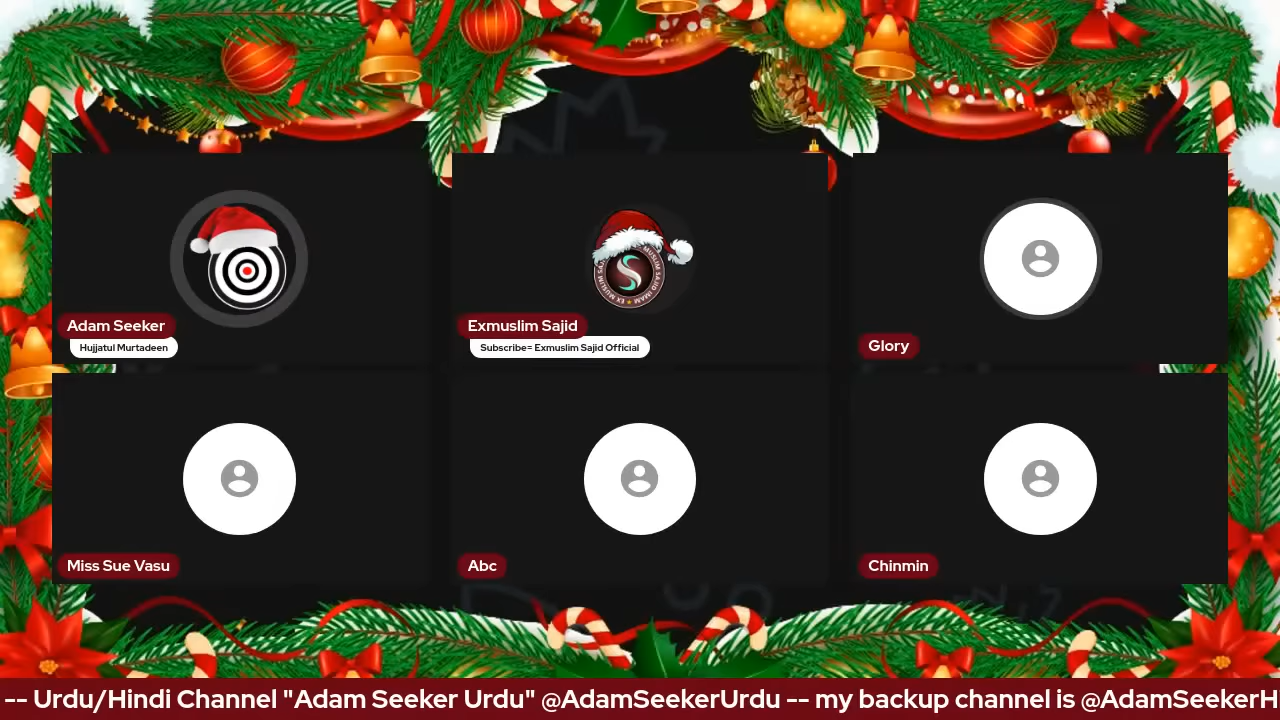 Adam Seeker
Hujjatul Murtadeen
Exmuslim Sajid
Subscribe= Exmuslim Sajid Official
Glory
Miss Sue Vasu
Abc
Chinmin
-- Urdu/Hindi Channel "Adam Seeker Urdu" @AdamSeekerUrdu -- my backup channel is @AdamSeekerH